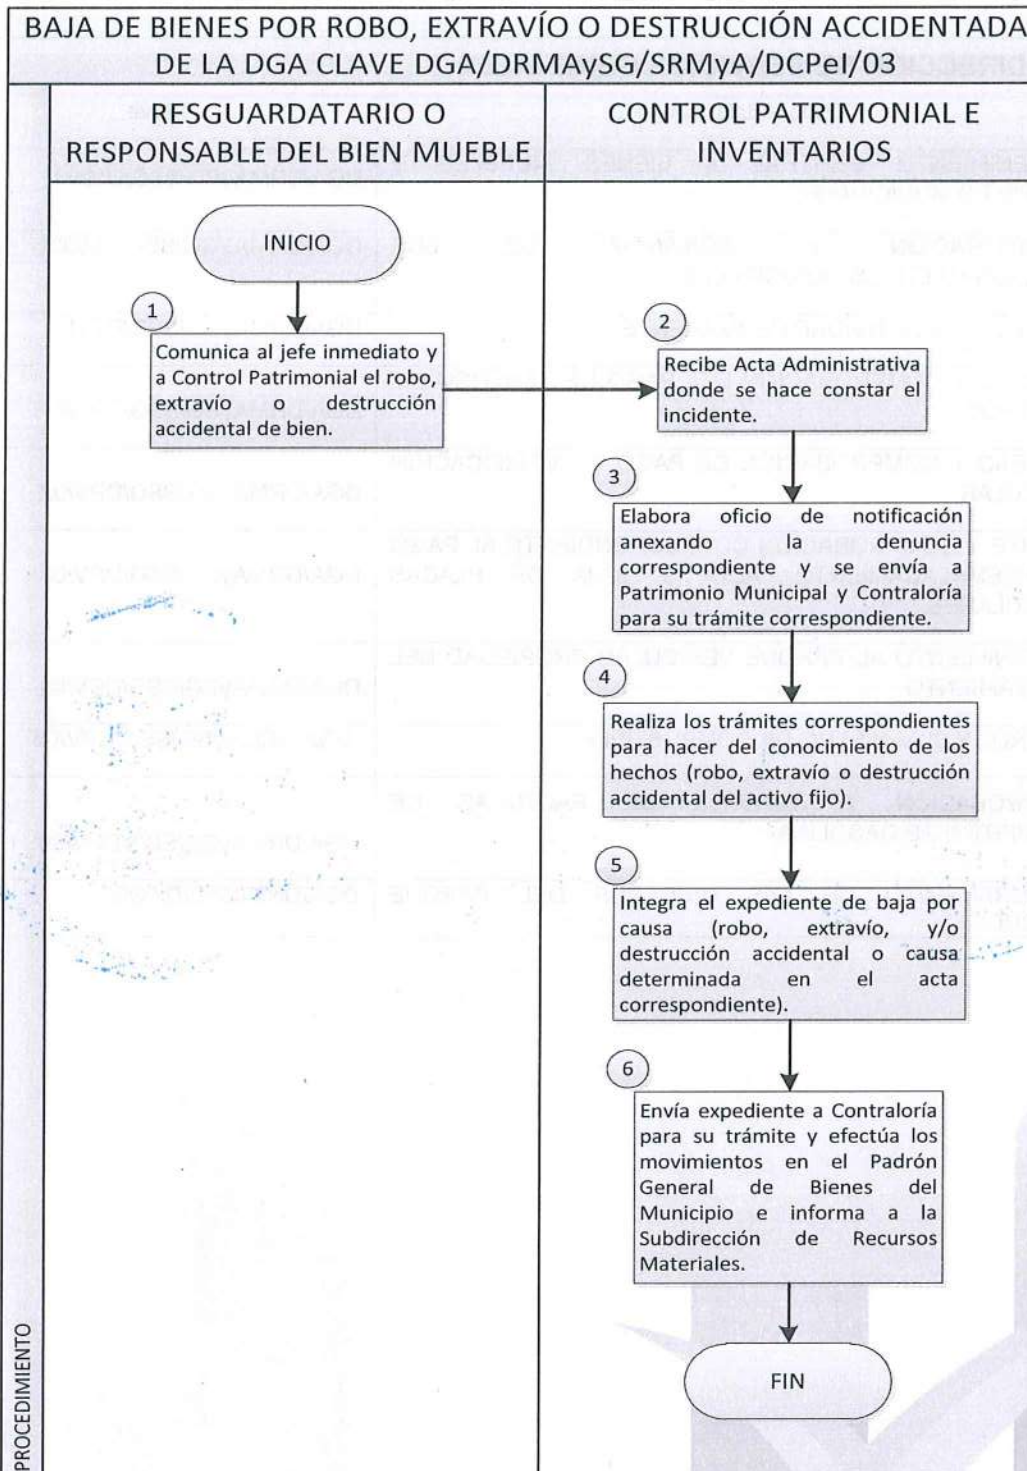 BAJA DE BIENES POR ROBO, EXTRAVÍO O DESTRUCCIÓN ACCIDENTADA
DE LA DGA CLAVE DGA/DRMAySG/SRMyA/DCPeI/03
RESGUARDATARIO O
RESPONSABLE DEL BIEN MUEBLE
CONTROL PATRIMONIAL E
INVENTARIOS
INICIO
1
Comunica al jefe inmediato y
a Control Patrimonial el robo,
extravío o destrucción
accidental de bien.
2
Recibe Acta Administrativa
donde se hace constar el
incidente.
3
Elabora oficio de notificación
anexando la denuncia
correspondiente y se envía a
Patrimonio Municipal y Contraloría
para su trámite correspondiente.
4
Realiza los trámites correspondientes
para hacer del conocimiento de los
hechos (robo, extravío o destrucción
accidental del activo fijo).
5
Integra el expediente de baja por
causa (robo, extravío, y/o
destrucción accidental o causa
determinada en el acta
correspondiente).
6
Envía expediente a Contraloría
para su trámite y efectúa los
movimientos en el Padrón
General de Bienes del
Municipio e informa a la
Subdirección de Recursos
Materiales.
FIN
PROCEDIMIENTO